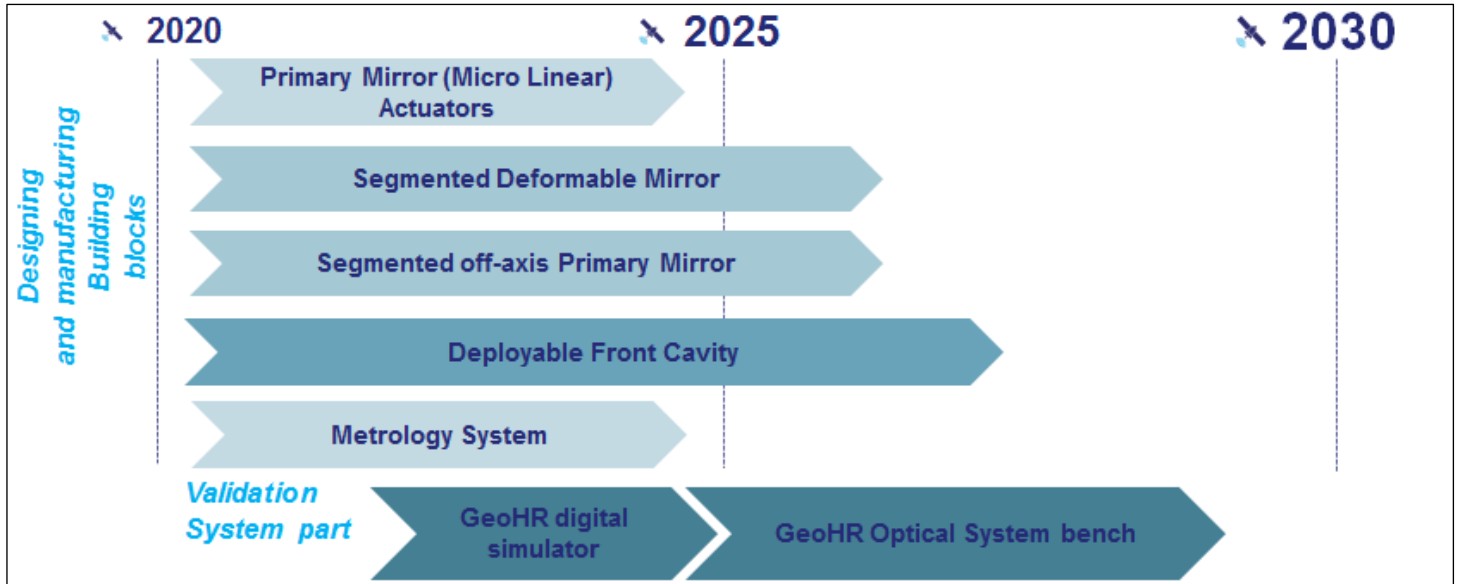 2020
2025
2030
Designing
and manufacturing
Building
blocks
Primary Mirror (Micro Linear)
Actuators
Segmented Deformable Mirror
Segmented off-axis Primary Mirror
Deployable Front Cavity
Metrology System
Validation
System part
GeoHR digital
simulator
GeoHR Optical System bench